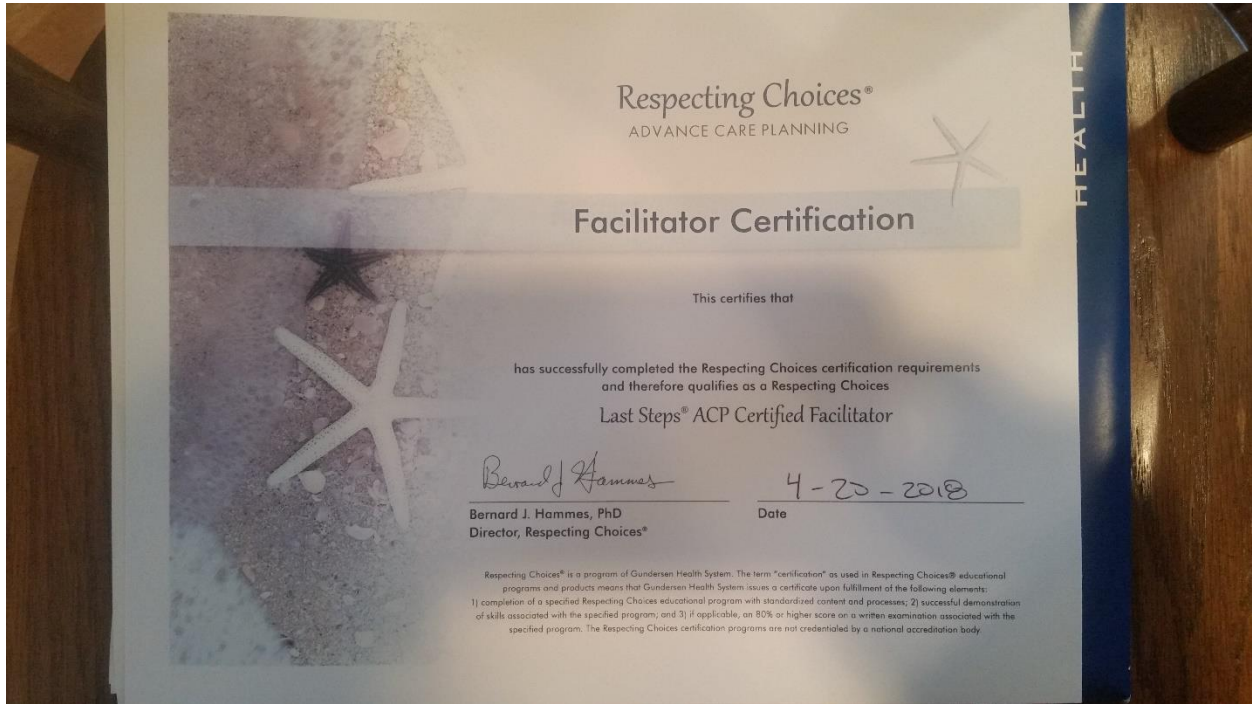 Respecting Choices®
ADVANCE CARE PLANNING
HEALTH
Facilitator Certification
This certifies that
has successfully completed the Respecting Choices certification requirements
and therefore qualifies as a Respecting Choices
Last Steps® ACP Certified Facilitator
Bernard J Hammes
4-20-2018
Bernard J. Hammes, PhD
Date
Director, Respecting Choices®
Respecting Choices® is a program of Gundersen Health System. The term "certification" as used in Respecting Choices® educational
programs and products means that Gundersen Health System issues a certificate upon fulfillment of the following elements:
1) completion of a specified Respecting Choices educational program with standardized content and processes; 2) successful demonstration
of skills associated with the specified program; and 3) if applicable, an 80% or higher score on a written examination associated with the
specified program. The Respecting Choices certification programs are not credentialed by a national accreditation body